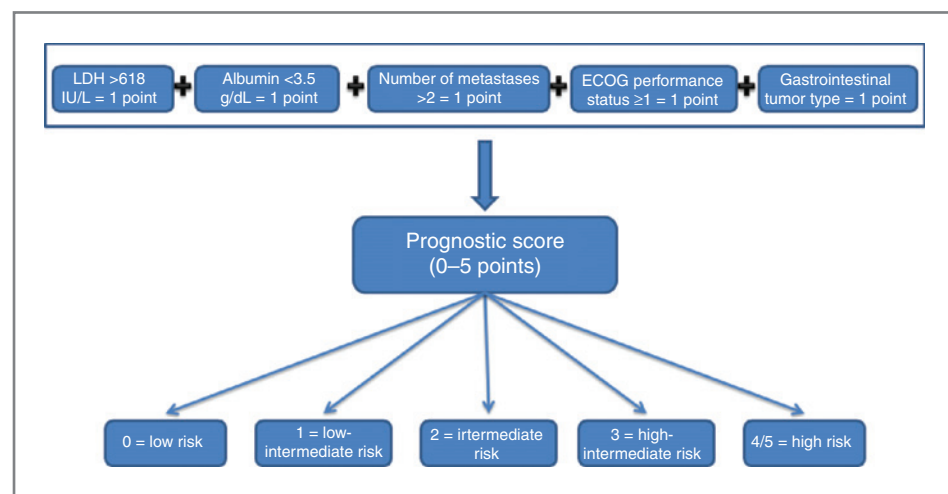 LDH >618
IU/L = 1 point
Albumin <3.5
g/dL = 1 point
Number of metastases
>2 = 1 point
ECOG performance
status ≥1 = 1 point
Gastrointestinal
tumor type = 1 point
Prognostic score
(0–5 points)
0 = low risk
1 = low-
intermediate risk
2 = irtermediate
risk
3 = high-
intermediate risk
4/5 = high risk